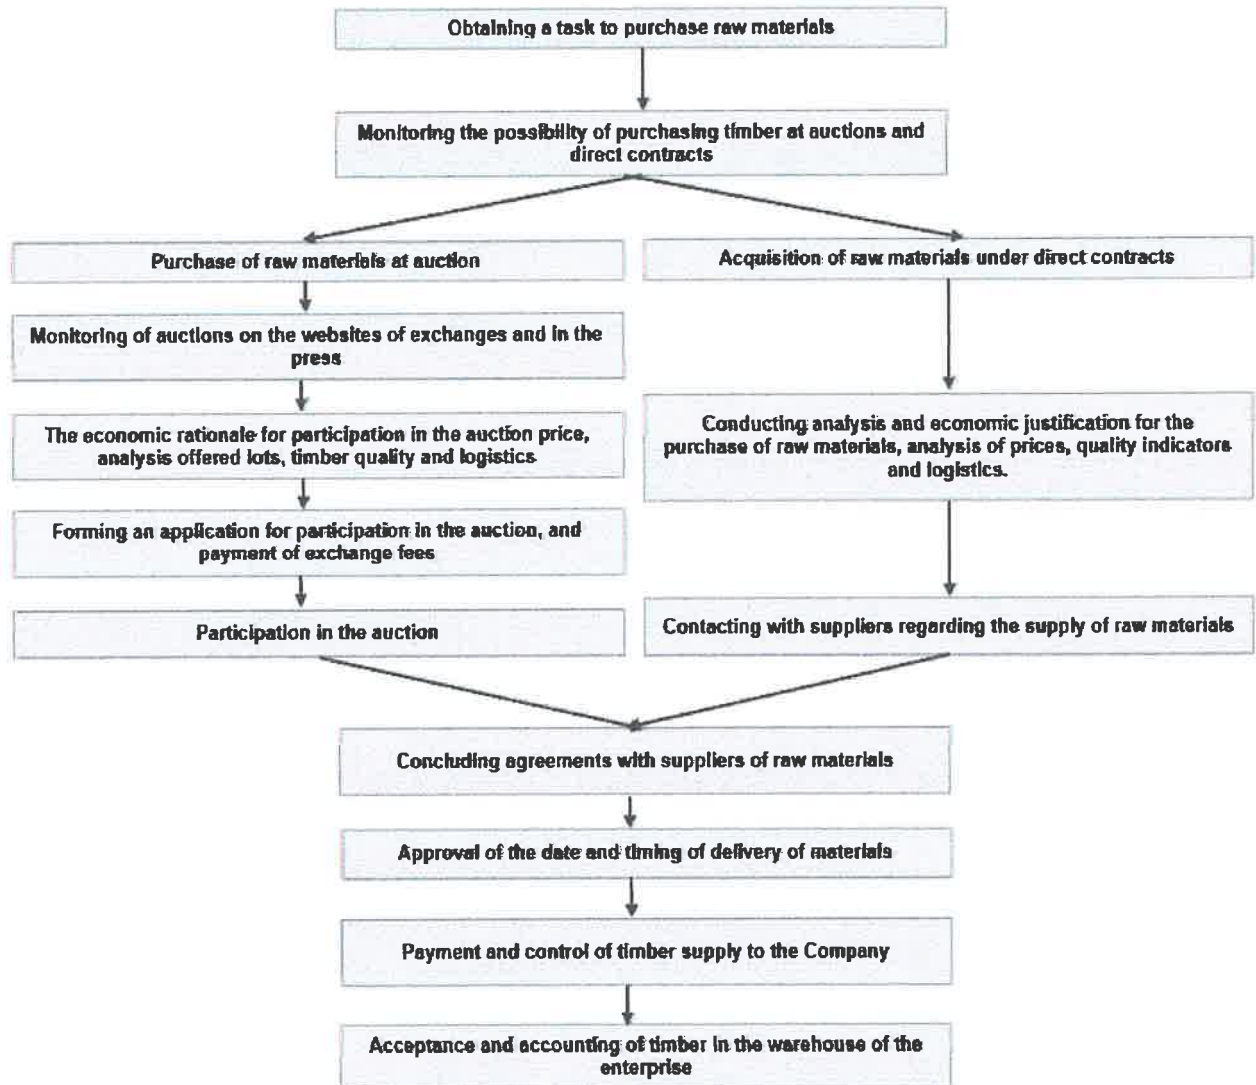 Obtaining a task to purchase raw materials
Monitoring the possibility of purchasing timber at auctions and
direct contracts
Purchase of raw materials at auction
Monitoring of auctions on the websites of exchanges and in the
press
The economic rationale for participation in the auction price,
analysis offered lots, timber quality and logistics
Forming an application for participation in the auction, and
payment of exchange fees
Participation in the auction
Acquisition of raw materials under direct contracts
Conducting analysis and economic justification for the
purchase of raw materials, analysis of prices, quality indicators
and logistics.
Contacting with suppliers regarding the supply of raw materials
Concluding agreements with suppliers of raw materials
Approval of the date and timing of delivery of materials
Payment and control of timber supply to the Company
Acceptance and accounting of timber in the warehouse of the
enterprise